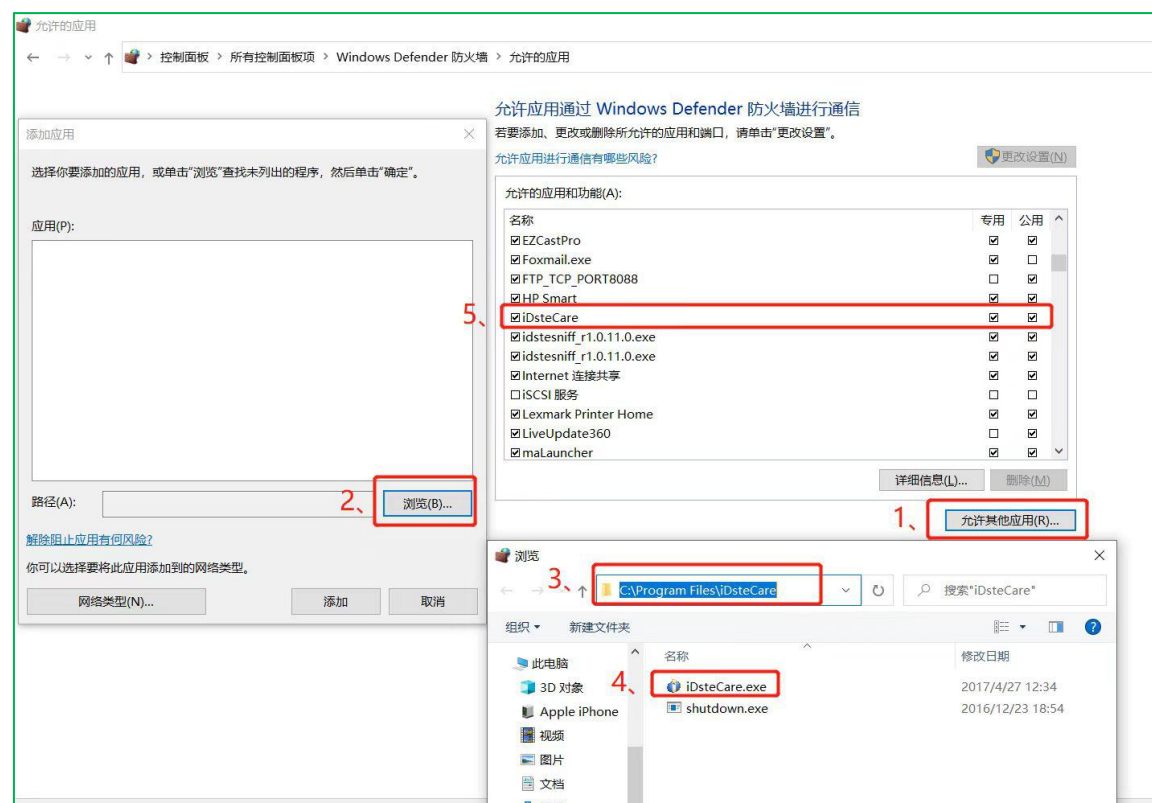 允许的应用
控制面板 › 所有控制面板项 › Windows Defender 防火墙 › 允许的应用
允许应用通过 Windows Defender 防火墙进行通信
若要添加、更改或删除所允许的应用和端口，请单击"更改设置"。
允许应用进行通信有哪些风险?
更改设置(N)
允许的应用和功能(A):
名称 专用 公用
EZCastPro
Foxmail.exe
FTP_TCP_PORT8088
HP Smart
5、
iDsteCare
idstesniff_r1.0.11.0.exe
idstesniff_r1.0.11.0.exe
Internet 连接共享
iSCSI 服务
Lexmark Printer Home
LiveUpdate360
maLauncher
详细信息(L)... 删除(M)
1、
允许其他应用(R)...
添加应用
选择你要添加的应用，或单击"浏览"查找未列出的程序，然后单击"确定"。
应用(P):
路径(A):
2、
浏览(B)...
解除阻止应用有何风险?
你可以选择要将此应用添加到的网络类型。
网络类型(N)... 添加 取消
浏览
3、
C:\Program Files\iDsteCare
搜索"iDsteCare"
组织 新建文件夹
名称 修改日期
4、
iDsteCare.exe 2017/4/27 12:34
shutdown.exe 2016/12/23 18:54
此电脑
3D 对象
Apple iPhone
视频
图片
文档